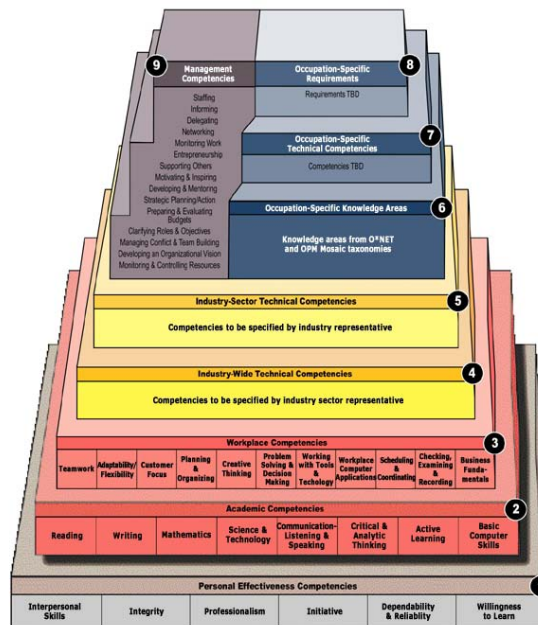 9
Management
Competencies
Staffing
Informing
Delegating
Networking
Monitoring Work
Entrepreneurship
Supporting Others
Motivating & Inspiring
Developing & Mentoring
Strategic Planning/Action
Preparing & Evaluating
Budgets
Clarifying Roles & Objectives
Managing Conflict & Team Building
Developing an Organizational Vision
Monitoring & Controlling Resources
8
Occupation-Specific
Requirements
Requirements TBD
7
Occupation-Specific
Technical Competencies
Competencies TBD
6
Occupation-Specific Knowledge Areas
Knowledge areas from O*NET
and OPM Mosaic taxonomies
5
Industry-Sector Technical Competencies
Competencies to be specified by industry representative
4
Industry-Wide Technical Competencies
Competencies to be specified by industry sector representative
3
Workplace Competencies
Teamwork
Adaptability/
Flexibility
Customer
Focus
Planning
&
Organizing
Creative
Thinking
Problem
Solving &
Decision
Making
Working
with Tools
&
Techology
Workplace
Computer
Applications
Scheduling
&
Coordinating
Checking,
Examining
&
Recording
Business
Funda-
mentals
2
Academic Competencies
Reading
Writing
Mathematics
Science &
Technology
Communication-
Listening &
Speaking
Critical &
Analytic
Thinking
Active
Learning
Basic
Computer
Skills
Personal Effectiveness Competencies
Interpersonal
Skills
Integrity
Professionalism
Initiative
Dependability
& Reliablity
Willingness
to Learn